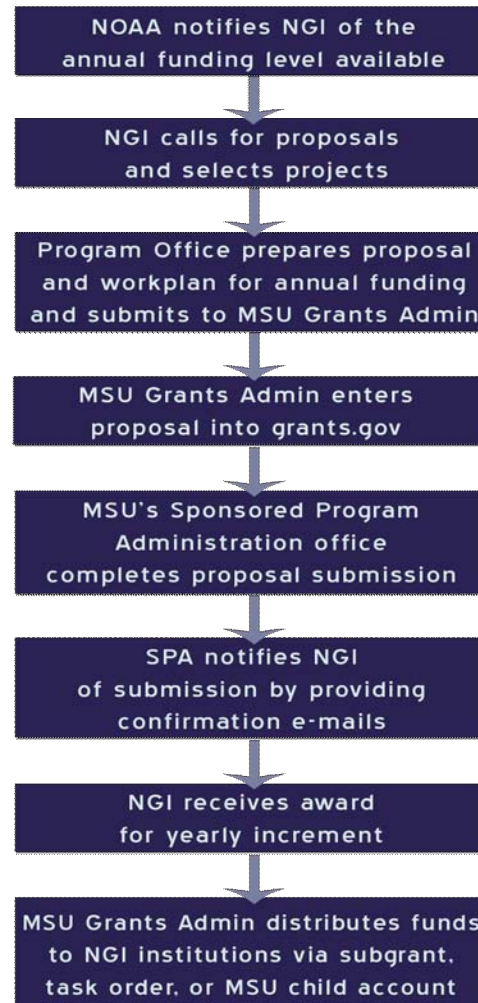 NOAA notifies NGI of the
annual funding level available
NGI calls for proposals
and selects projects
Program Office prepares proposal
and workplan for annual funding
and submits to MSU Grants Admin
MSU Grants Admin enters
proposal into grants.gov
MSU's Sponsored Program
Administration office
completes proposal submission
SPA notifies NGI
of submission by providing
confirmation e-mails
NGI receives award
for yearly increment
MSU Grants Admin distributes funds
to NGI institutions via subgrant,
task order, or MSU child account